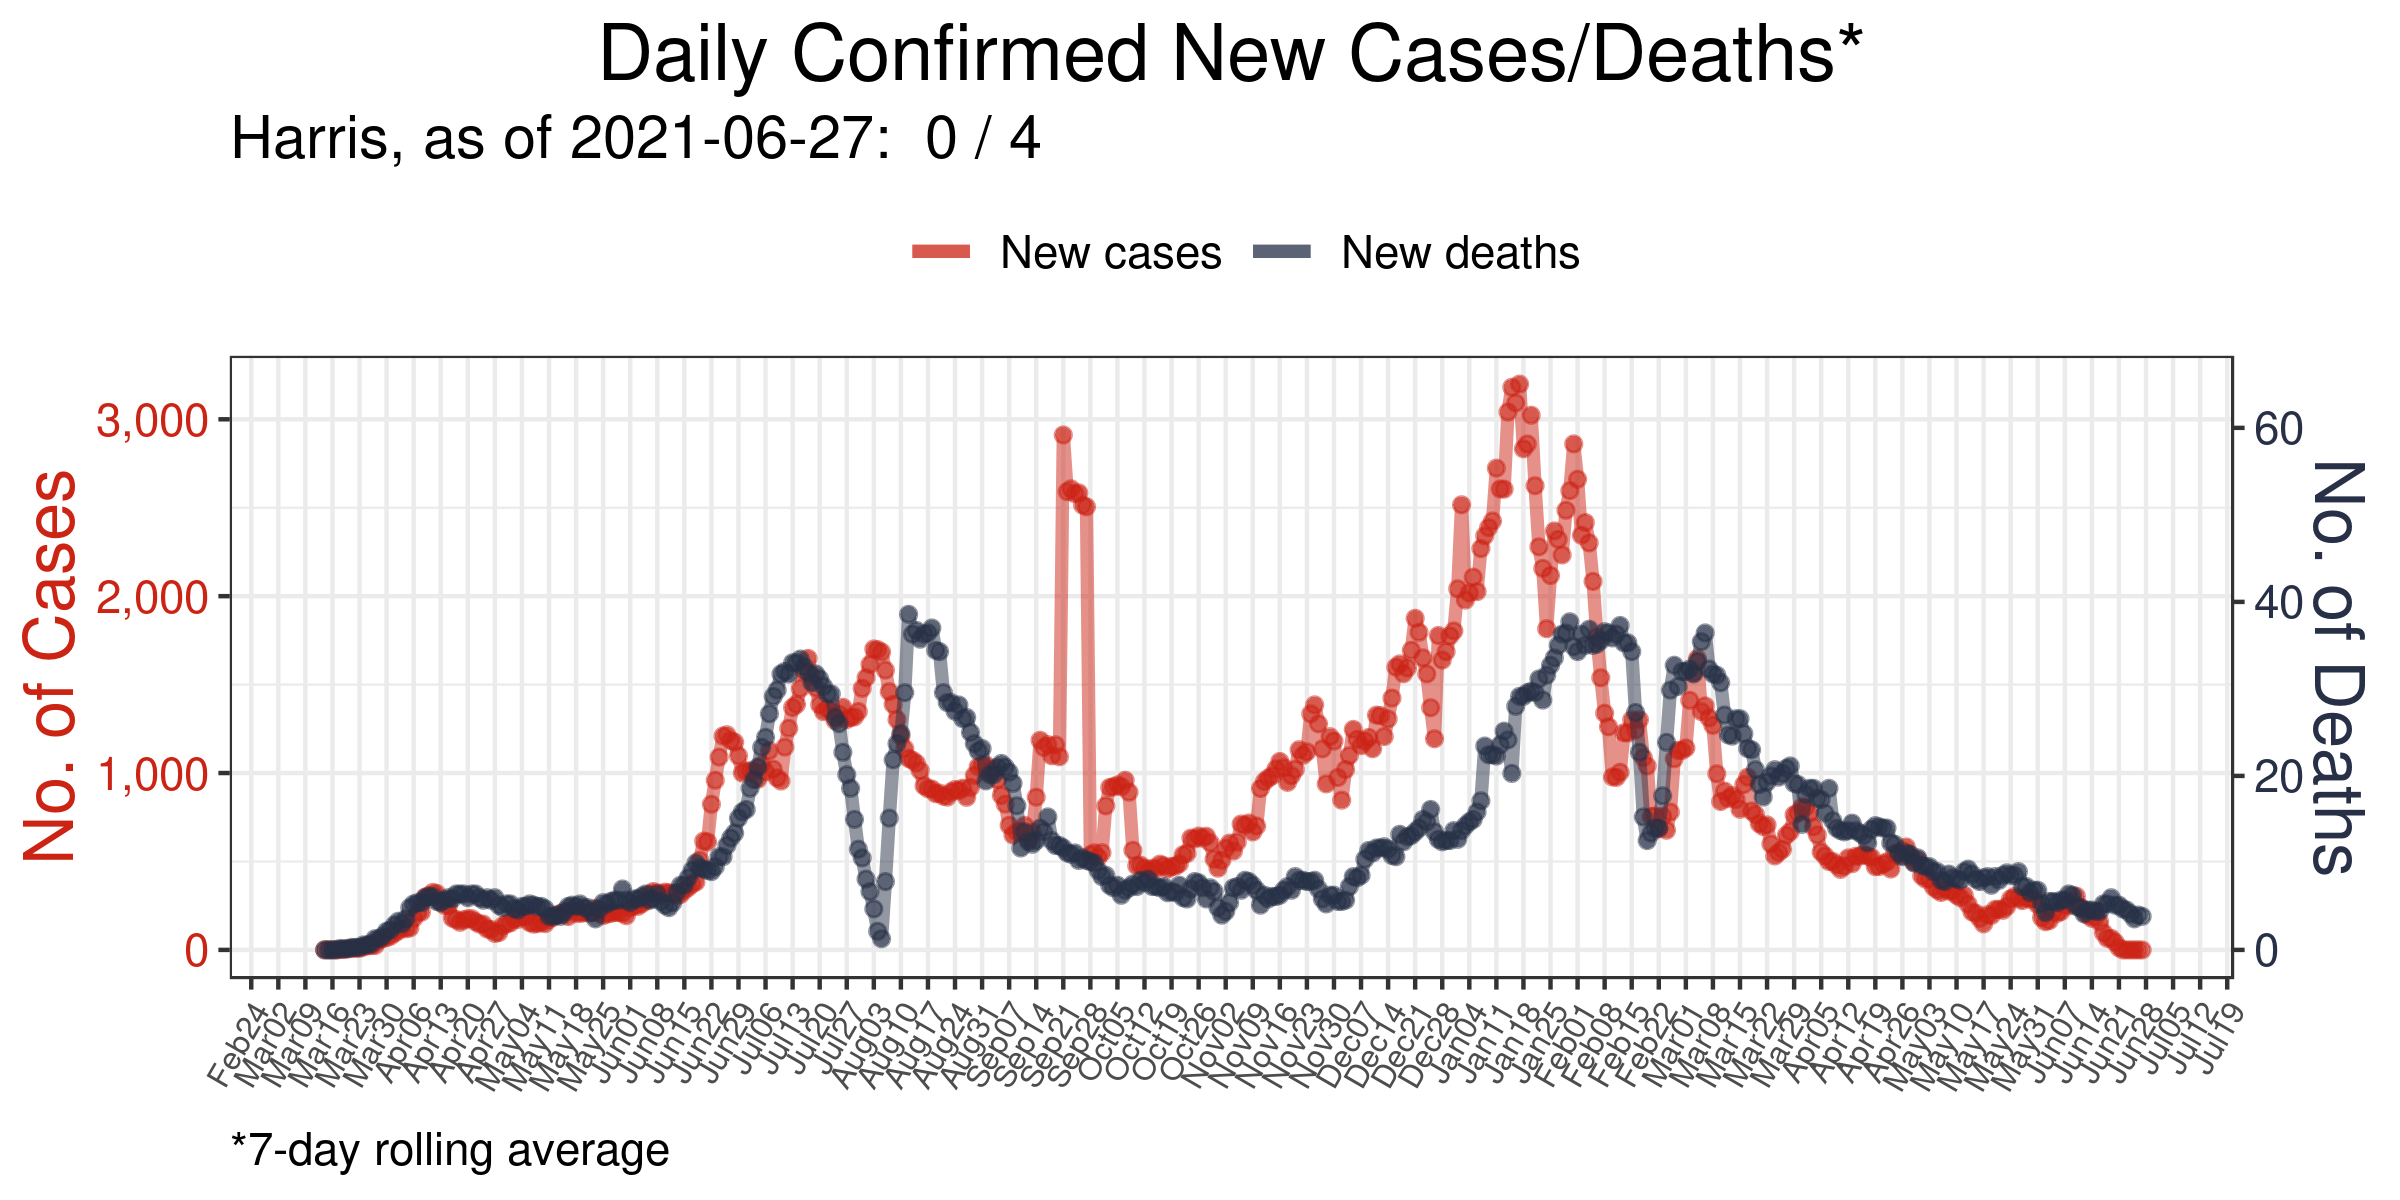 Daily Confirmed New Cases/Deaths*
Harris, as of 2021-06-27:  0 / 4
New cases
New deaths
No. of Cases
3,000
2,000
1,000
0
60
40
20
0
No. of Deaths
Feb24
Mar02
Mar09
Mar16
Mar23
Mar30
Apr06
Apr13
Apr20
Apr27
May04
May11
May18
May25
Jun01
Jun08
Jun15
Jun22
Jun29
Jul06
Jul13
Jul20
Jul27
Aug03
Aug10
Aug17
Aug24
Aug31
Sep07
Sep14
Sep21
Sep28
Oct05
Oct12
Oct19
Oct26
Nov02
Nov09
Nov16
Nov23
Nov30
Dec07
Dec14
Dec21
Dec28
Jan04
Jan11
Jan18
Jan25
Feb01
Feb08
Feb15
Feb22
Mar01
Mar08
Mar15
Mar22
Mar29
Apr05
Apr12
Apr19
Apr26
May03
May10
May17
May24
May31
Jun07
Jun14
Jun21
Jun28
Jul05
Jul12
Jul19
*7-day rolling average